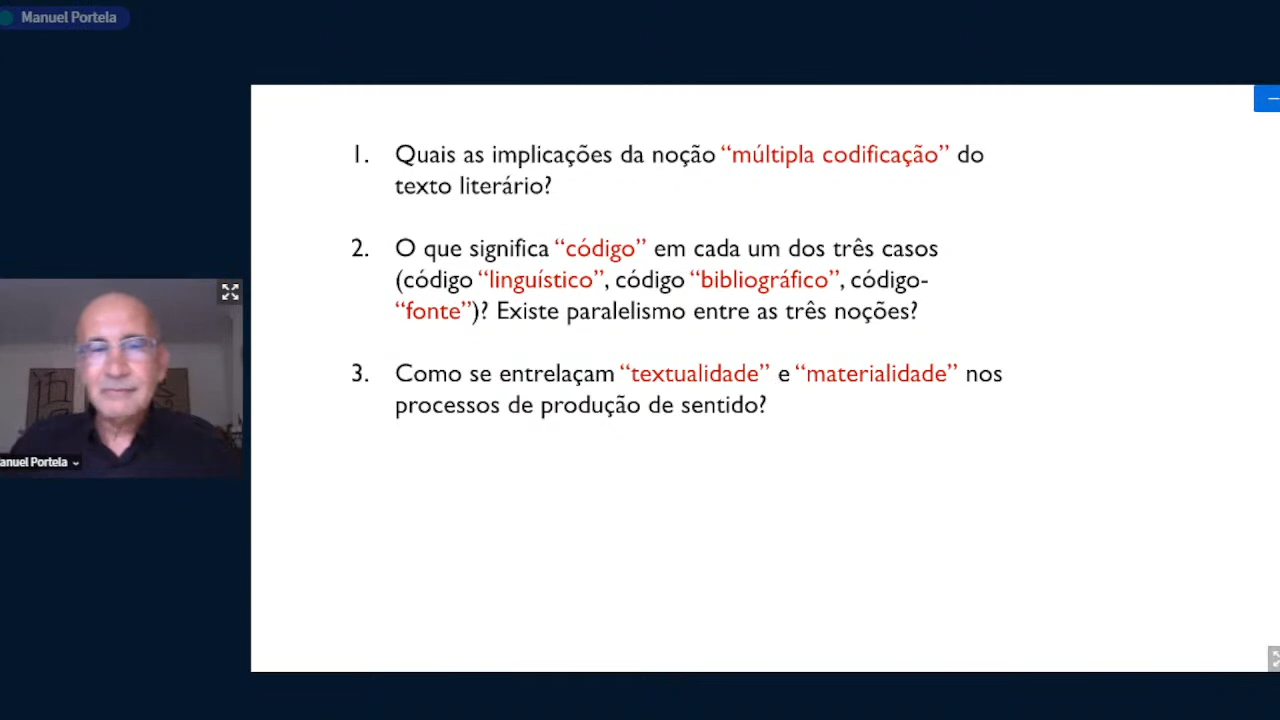 Manuel Portela
1. Quais as implicações da noção “múltipla codificação” do
texto literário?
2. O que significa “código” em cada um dos três casos
(código “linguístico”, código “bibliográfico”, código-
“fonte”)? Existe paralelismo entre as três noções?
3. Como se entrelaçam “textualidade” e “materialidade” nos
processos de produção de sentido?
anuel Portela